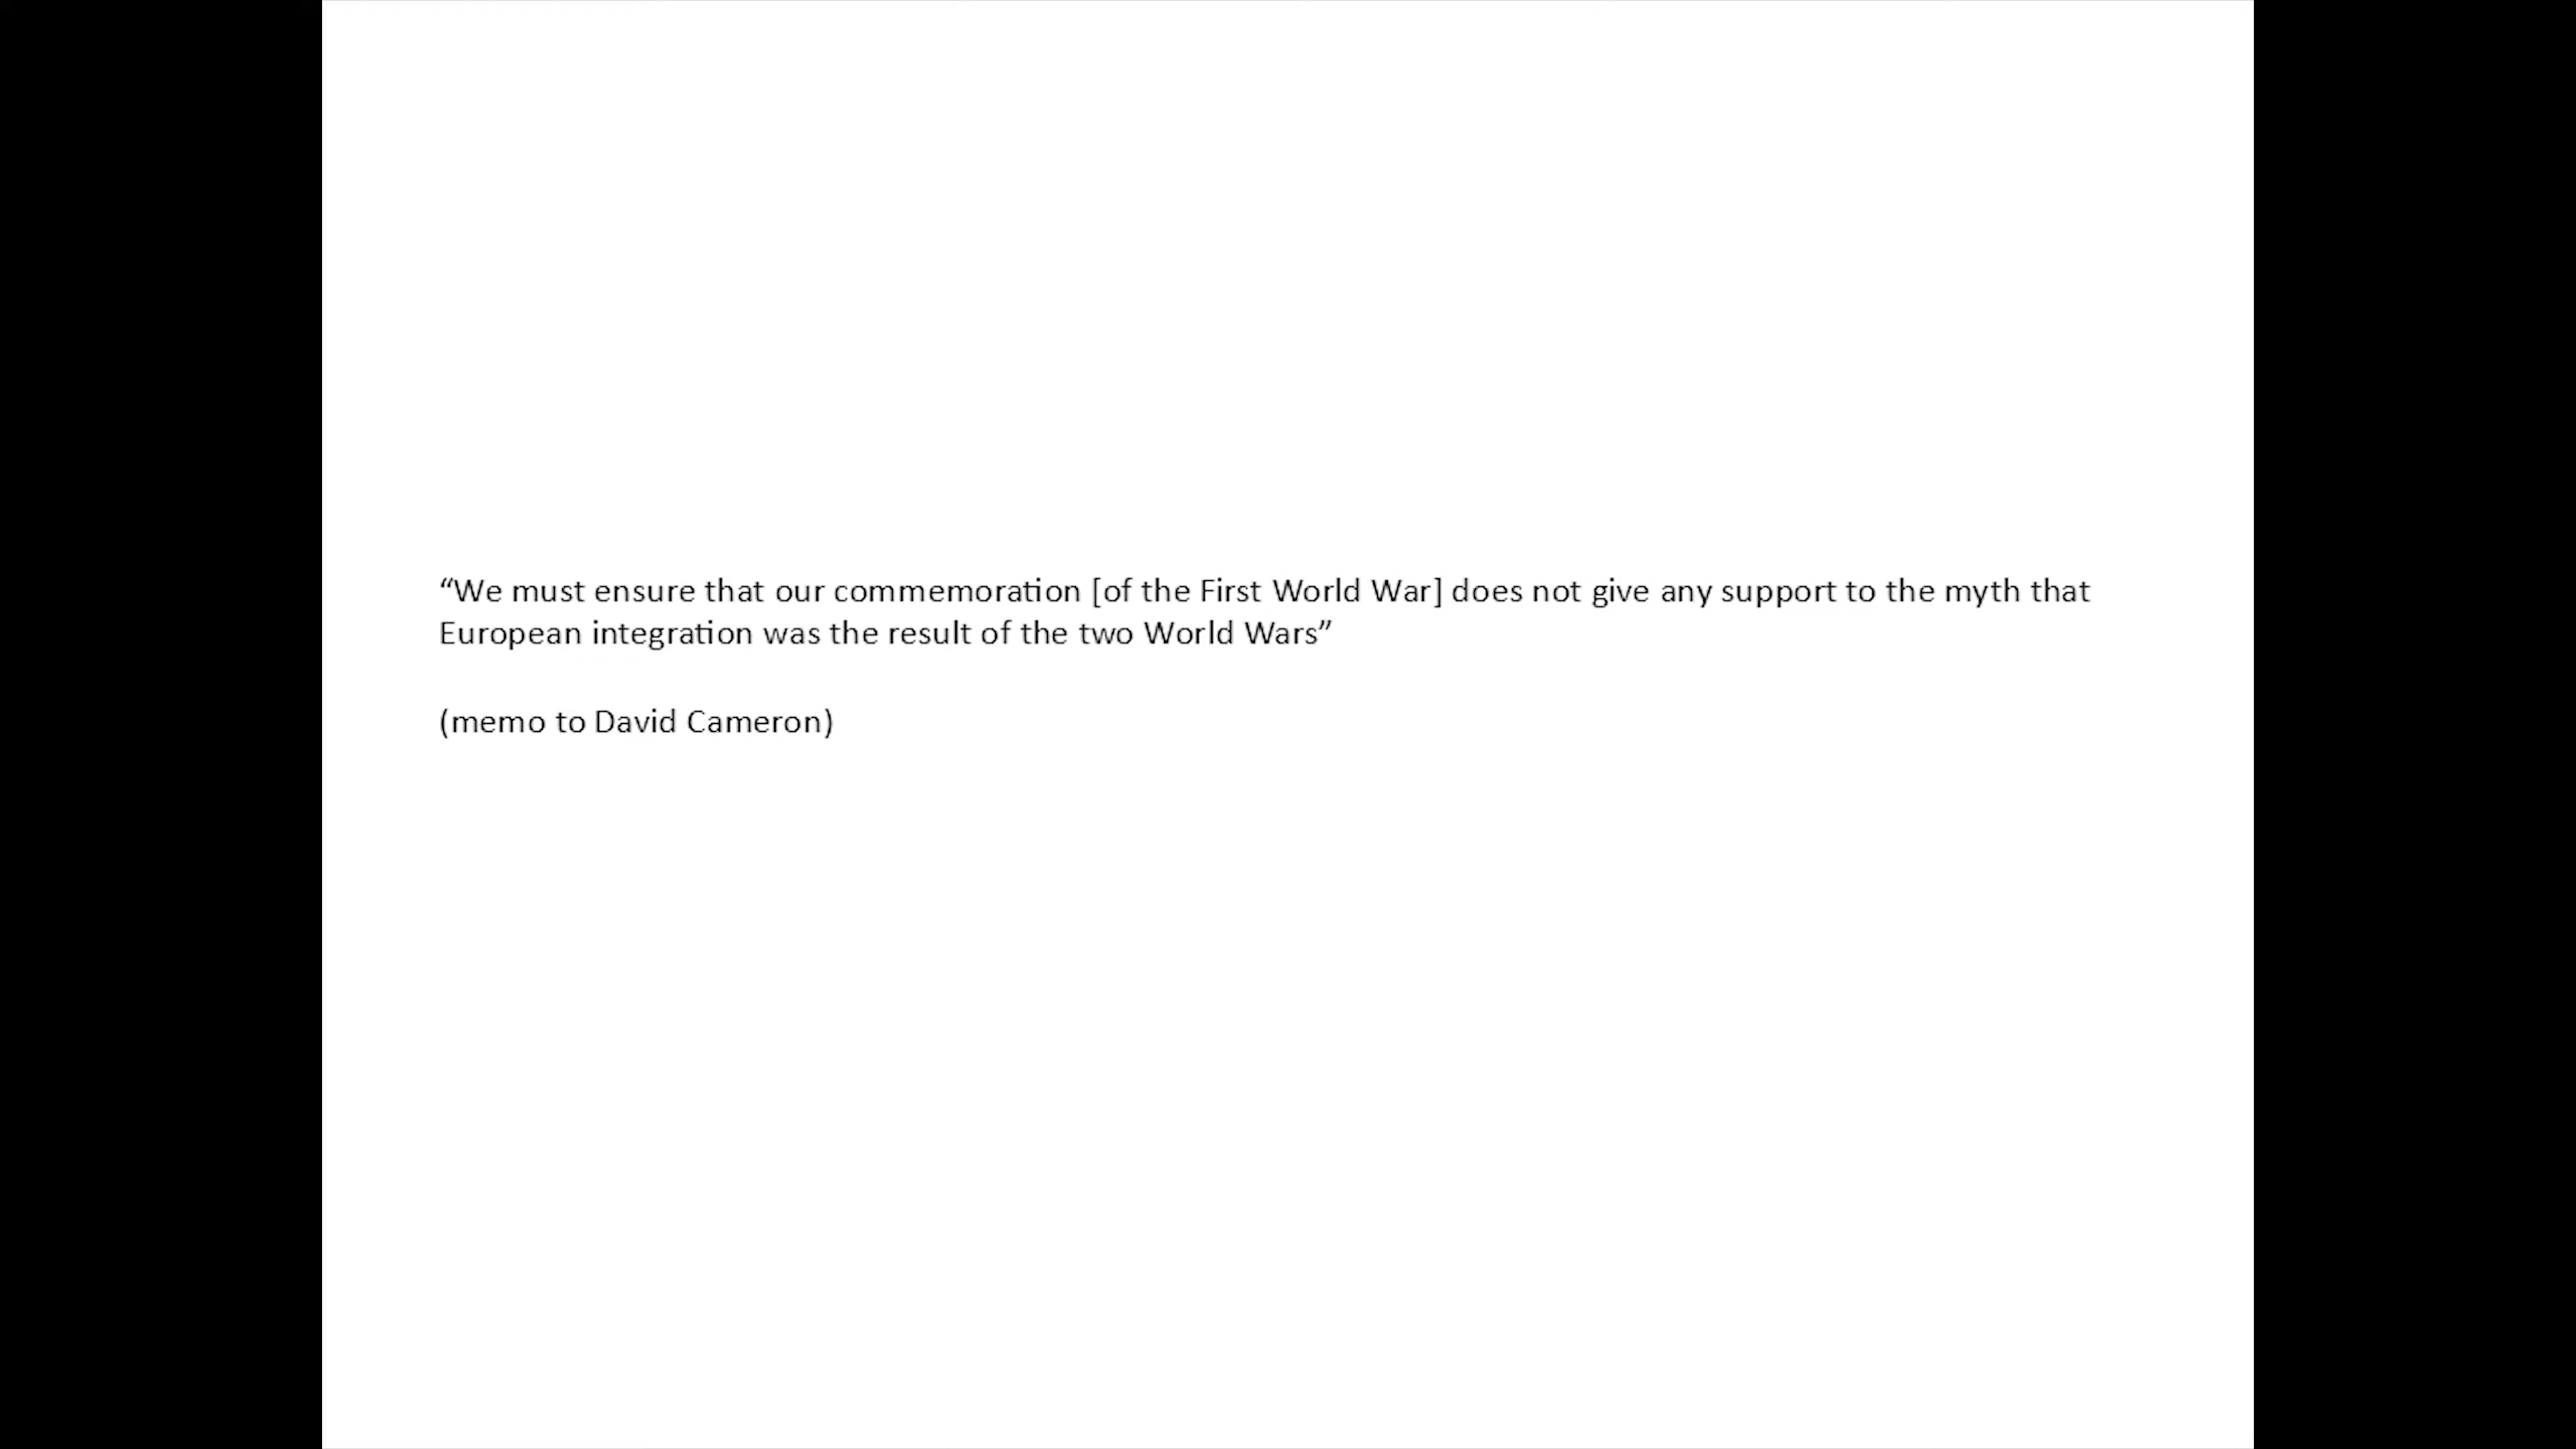 “We must ensure that our commemoration [of the First World War] does not give any support to the myth that
European integration was the result of the two World Wars”
(memo to David Cameron)